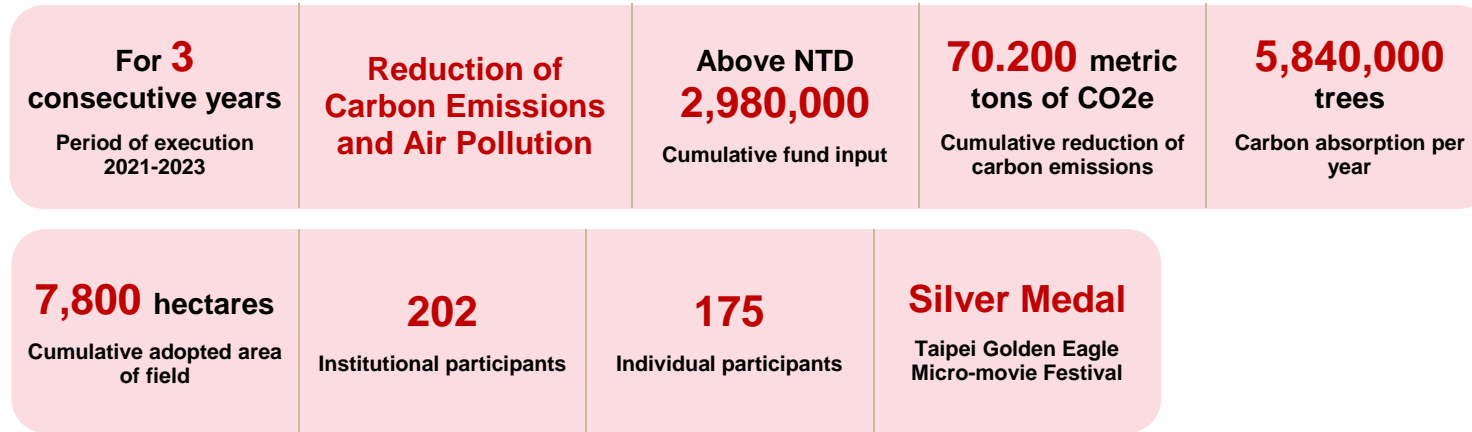 For 3
consecutive years
Period of execution
2021-2023
Reduction of
Carbon Emissions
and Air Pollution
Above NTD
2,980,000
Cumulative fund input
70.200 metric
tons of CO2e
Cumulative reduction of
carbon emissions
5,840,000
trees
Carbon absorption per
year
7,800 hectares
Cumulative adopted area
of field
202
Institutional participants
175
Individual participants
Silver Medal
Taipei Golden Eagle
Micro-movie Festival